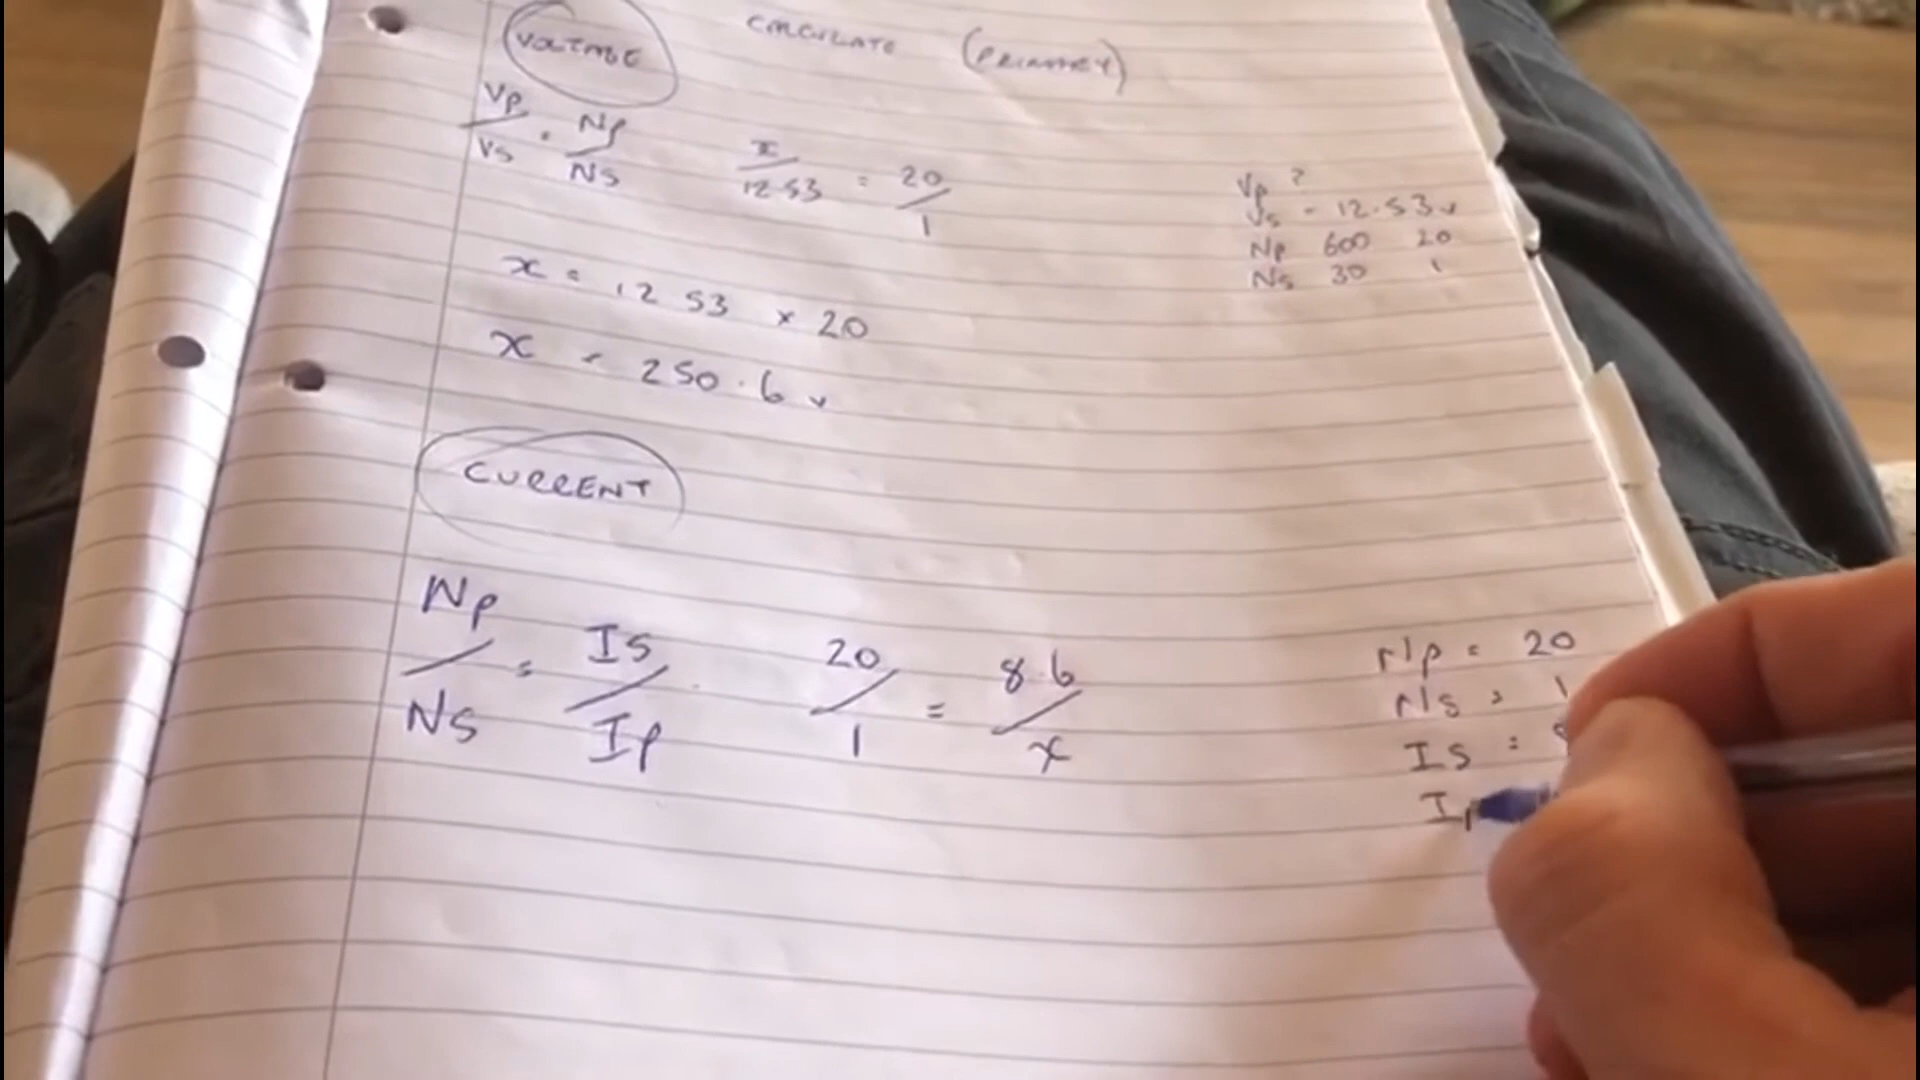 VOLTAGE CALCULATE (PRIMARY)
Vp/Vs = Np/Ns x/12.53 = 20/1
Vp ?
Vs = 12.53v
Np 600 20
Ns 30 1
x = 12 53 x 20
x = 250.6v
CURRENT
Np/Ns = Is/Ip 20/1 = 8.6/x
Np = 20
Ns = 1
Is =